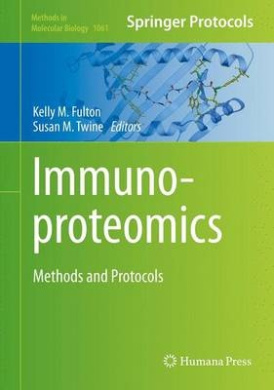 Methods in
Molecular Biology 1061
Springer Protocols
Kelly M. Fulton
Susan M. Twine Editors
Immuno-
proteomics
Methods and Protocols
Humana Press